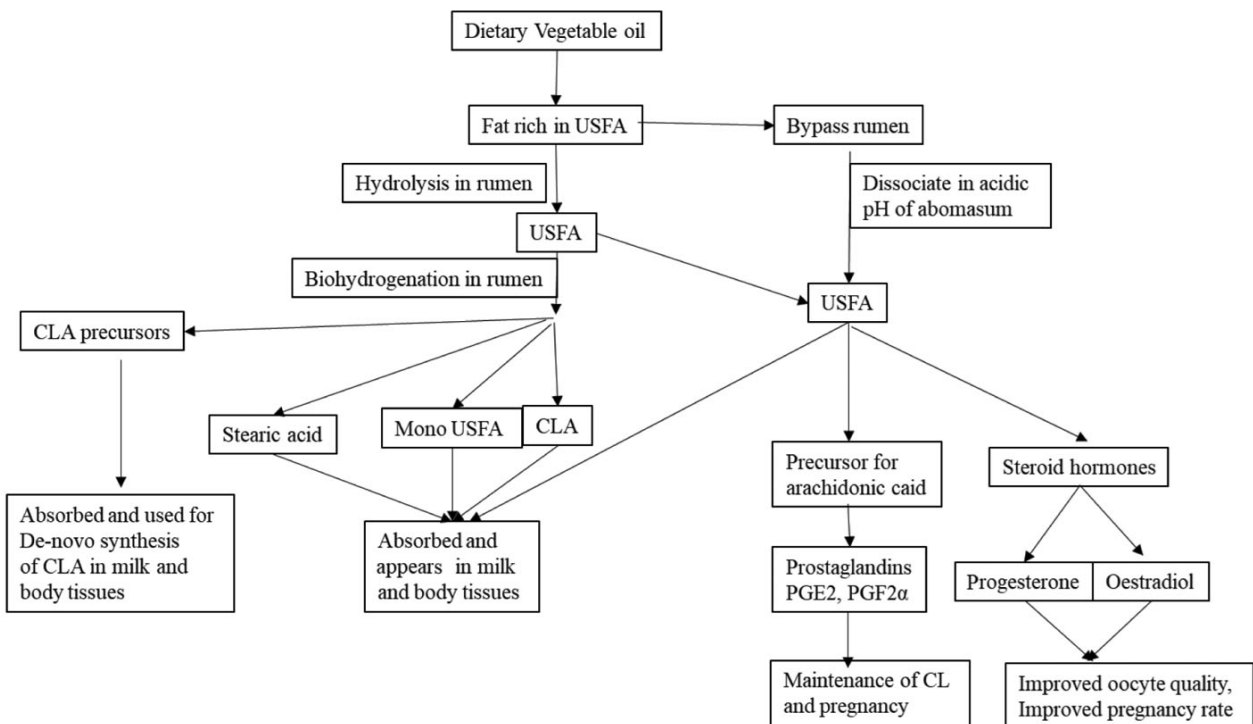 Dietary Vegetable oil
Fat rich in USFA
Bypass rumen
Hydrolysis in rumen
Dissociate in acidic
pH of abomasum
USFA
Biohydrogenation in rumen
USFA
CLA precursors
Stearic acid
Mono USFA
CLA
Precursor for
arachidonic caid
Steroid hormones
Absorbed and used for
De-novo synthesis
of CLA in milk and
body tissues
Absorbed and
appears in milk
and body tissues
Prostaglandins
PGE2, PGF2α
Progesterone
Oestradiol
Maintenance of CL
and pregnancy
Improved oocyte quality,
Improved pregnancy rate